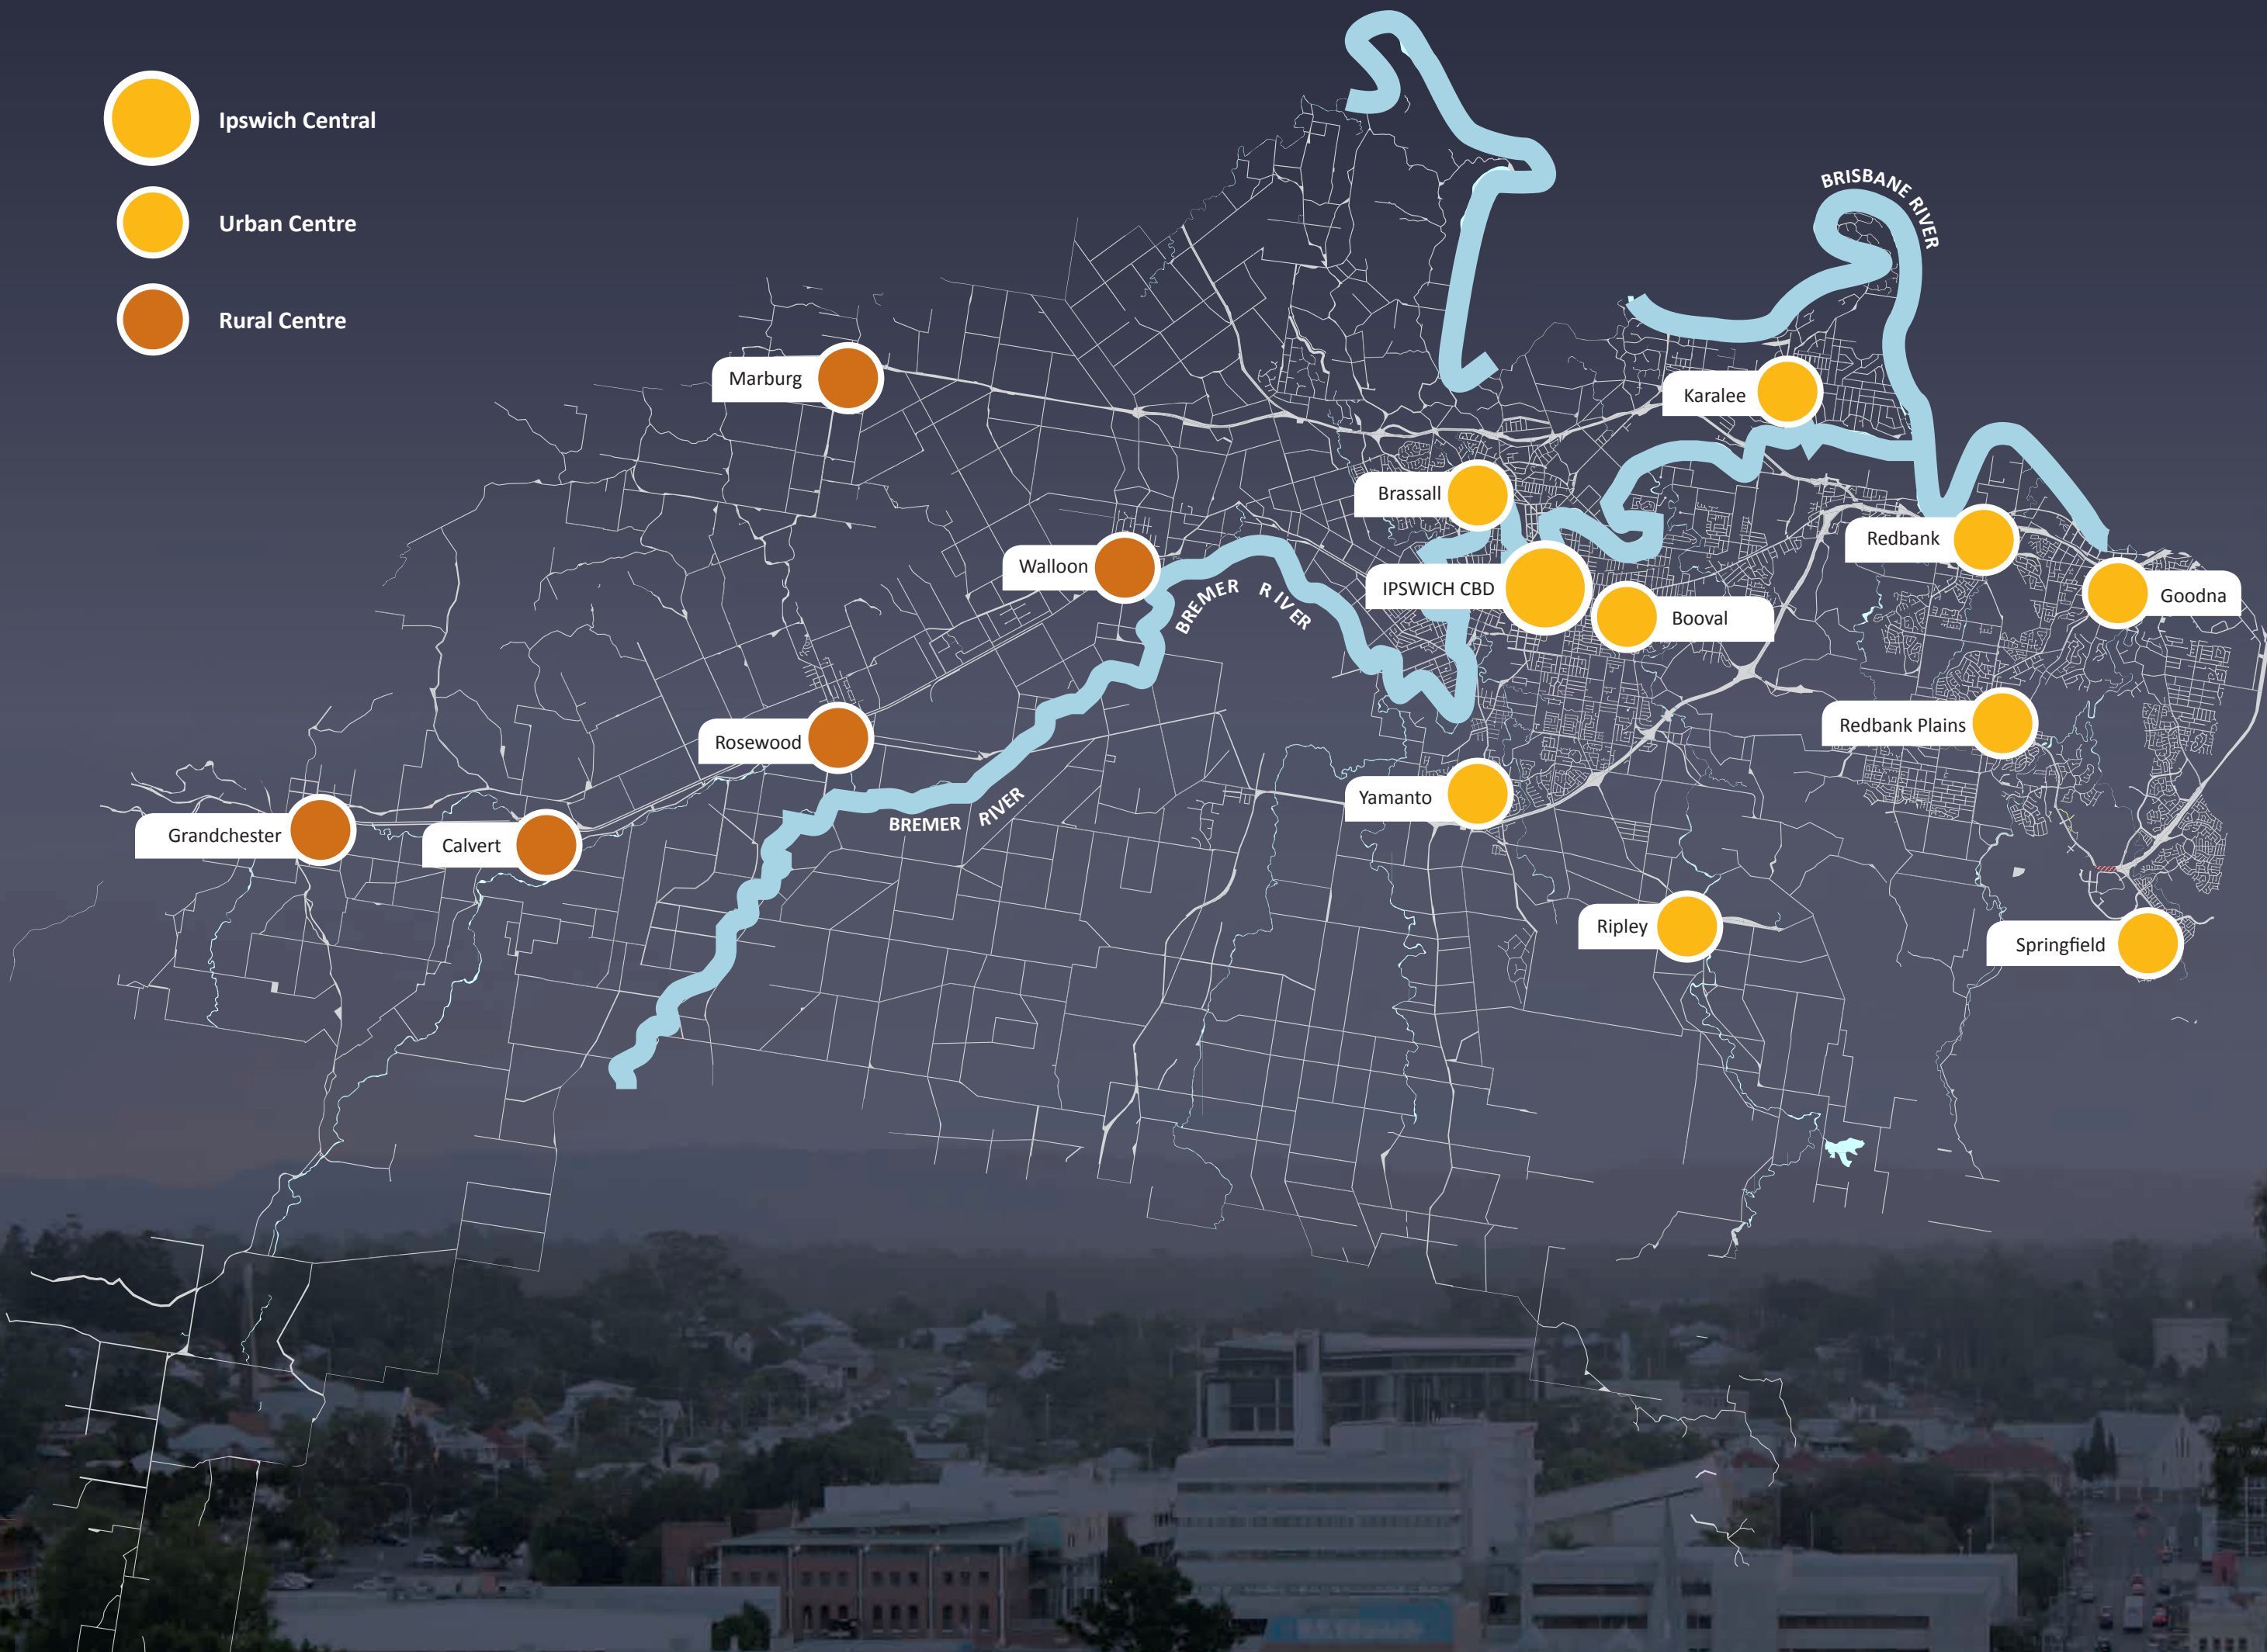 Ipswich Central
Urban Centre
Rural Centre
BRISBANE RIVER
Marburg
Karalee
Brassall
Redbank
Walloon
IPSWICH CBD
Goodna
Booval
BREMER RIVER
Redbank Plains
Rosewood
Yamanto
BREMER RIVER
Grandchester
Calvert
Ripley
Springfield